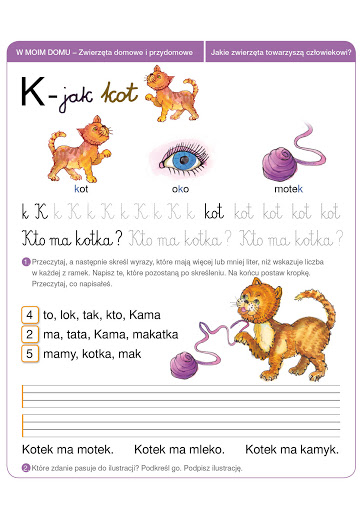 W MOIM DOMU – Zwierzęta domowe i przydomowe
Jakie zwierzęta towarzyszą człowiekowi?
K - jak kot
kot oko motek
k K k K k K k K k K kot kot kot kot kot
Kto ma kotka? Kto ma kotka? Kto ma kotka?
1 Przeczytaj, a następnie skreśl wyrazy, które mają więcej lub mniej liter, niż wskazuje liczba
w każdej z ramek. Napisz te, które pozostaną po skreśleniu. Na końcu postaw kropkę.
Przeczytaj, co napisałeś.
4 to, lok, tak, kto, Kama
2 ma, tata, Kama, makatka
5 mamy, kotka, mak
Kotek ma motek. Kotek ma mleko. Kotek ma kamyk.
2 Które zdanie pasuje do ilustracji? Podkreśl go. Podpisz ilustrację.